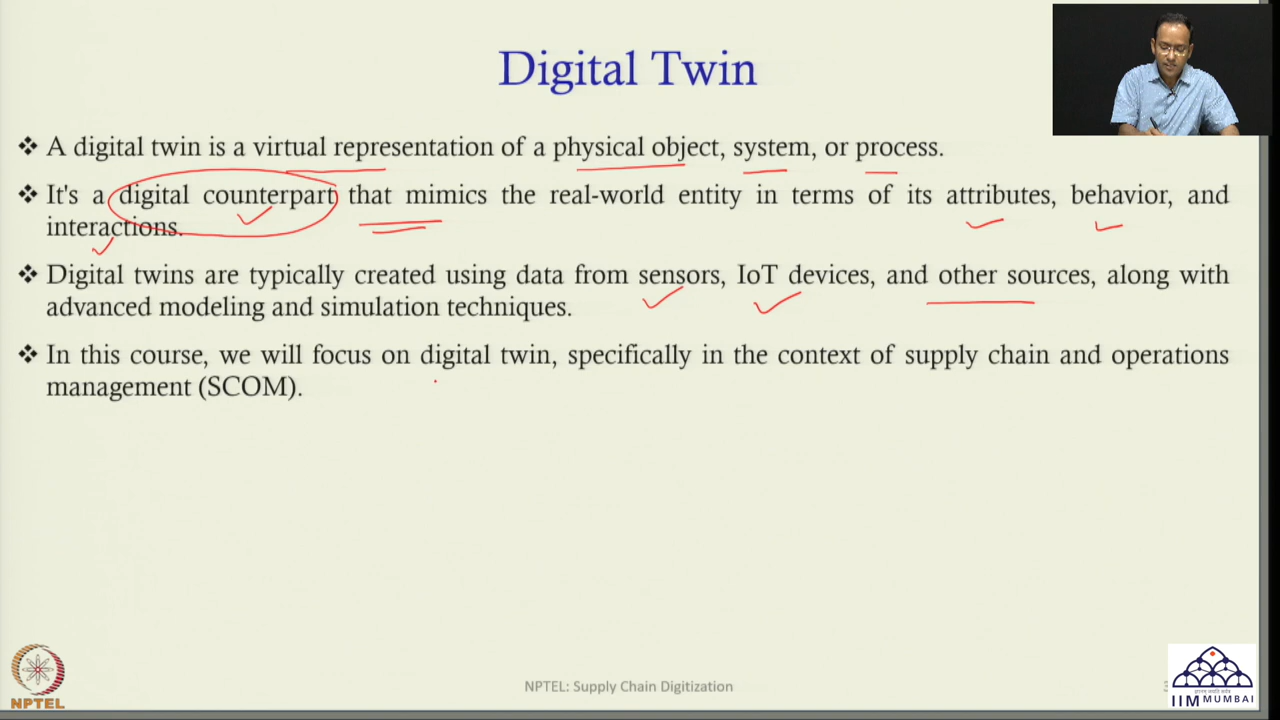 Digital Twin
❖ A digital twin is a virtual representation of a physical object, system, or process.
❖ It's a digital counterpart that mimics the real-world entity in terms of its attributes, behavior, and
interactions.
❖ Digital twins are typically created using data from sensors, IoT devices, and other sources, along with
advanced modeling and simulation techniques.
❖ In this course, we will focus on digital twin, specifically in the context of supply chain and operations
management (SCOM).
NPTEL
NPTEL: Supply Chain Digitization
IIM MUMBAI